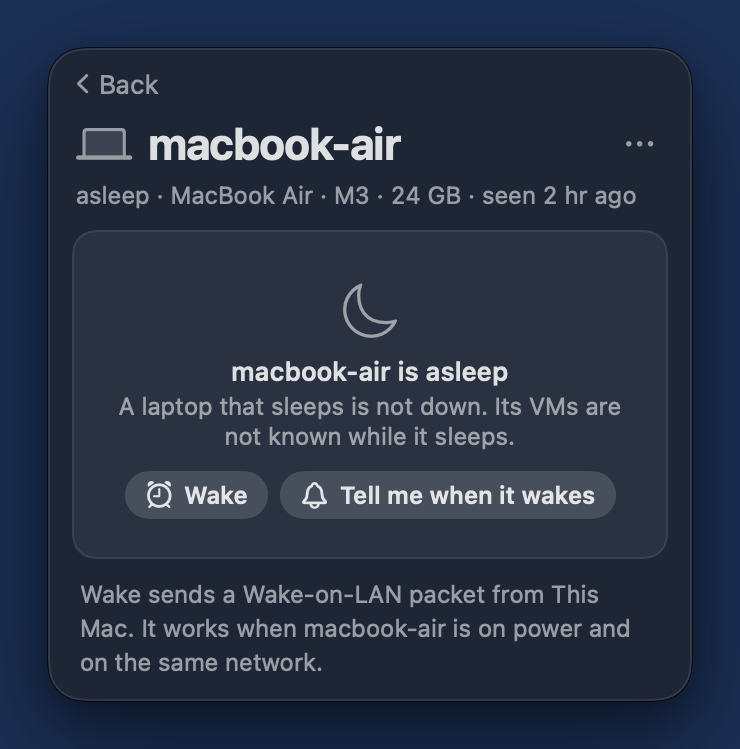 Back
macbook-air
asleep · MacBook Air · M3 · 24 GB · seen 2 hr ago
macbook-air is asleep
A laptop that sleeps is not down. Its VMs are
not known while it sleeps.
Wake
Tell me when it wakes
Wake sends a Wake-on-LAN packet from This
Mac. It works when macbook-air is on power and
on the same network.